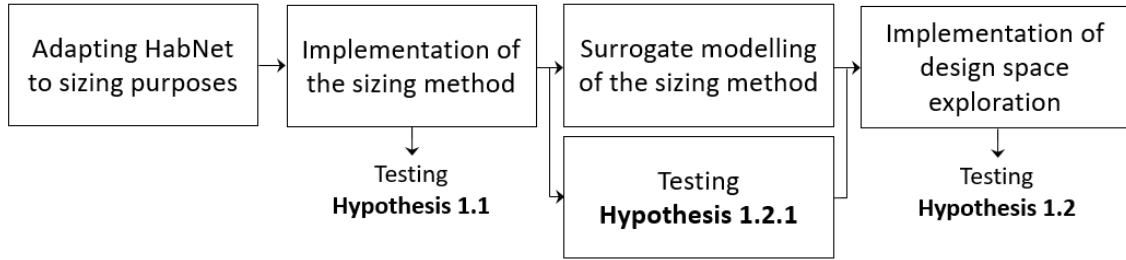 Adapting HabNet
to sizing purposes
Implementation of
the sizing method
Testing
Hypothesis 1.1
Surrogate modelling
of the sizing method
Testing
Hypothesis 1.2.1
Implementation of
design space
exploration
Testing
Hypothesis 1.2